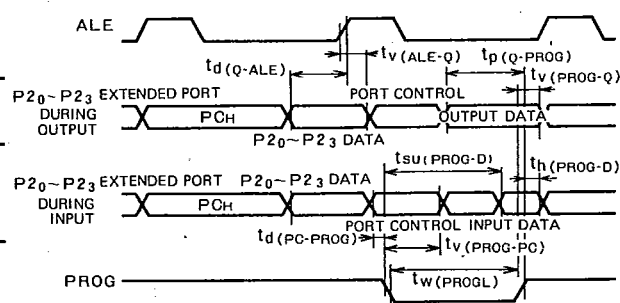 ALE
td(Q-ALE)
tv(ALE-Q)
tp(Q-PROG)
tv(PROG-Q)
P20~P23 EXTENDED PORT
DURING
OUTPUT
PORT CONTROL
PCH
OUTPUT DATA
P20~P23 DATA
tsu(PROG-D)
th(PROG-D)
P20~P23 EXTENDED PORT
DURING
INPUT
P20~P23 DATA
PCH
PORT CONTROL INPUT DATA
td(PC-PROG)
tv(PROG-PC)
tw(PROGL)
PROG